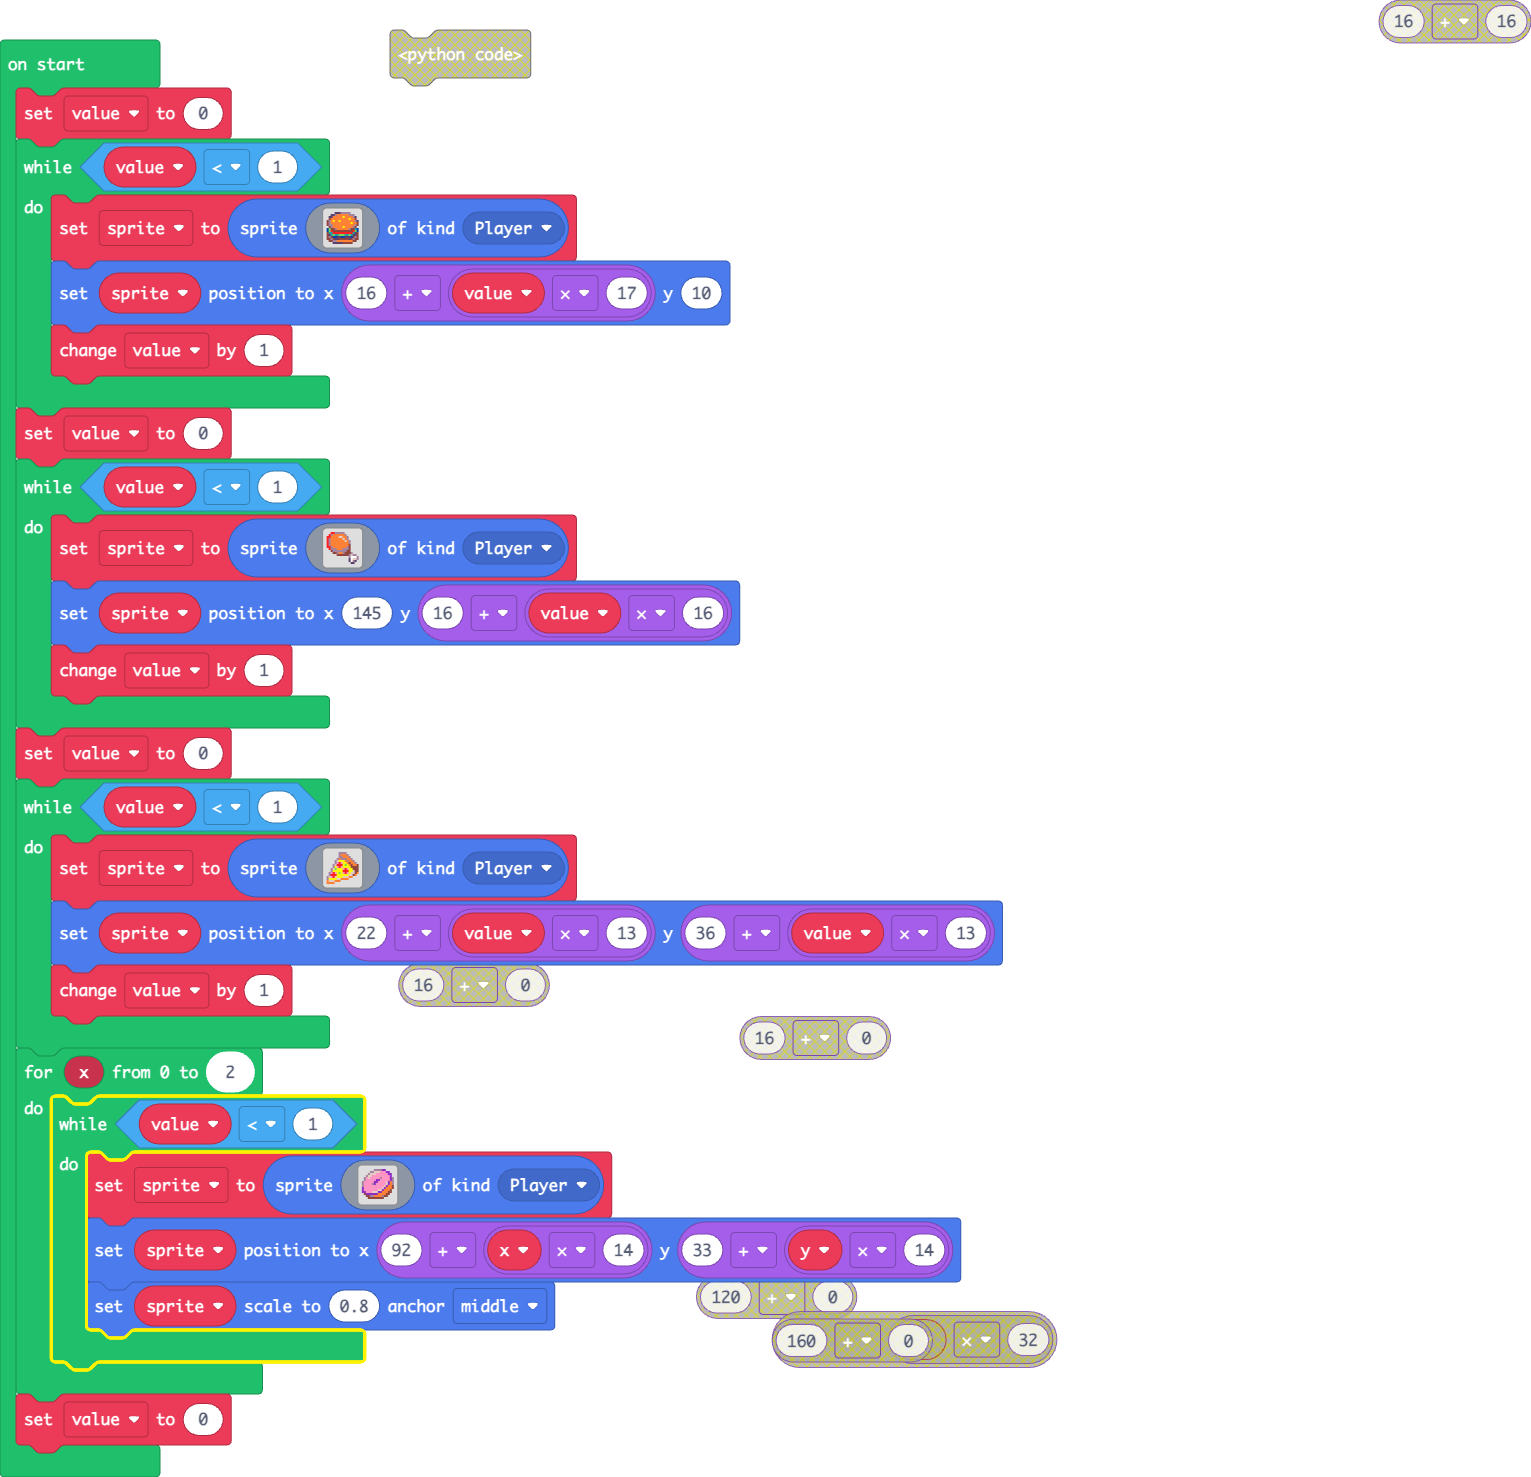 16 + 16
<python code>
on start
set value to 0
while value < 1
do
set sprite to sprite of kind Player
set sprite position to x 16 + value × 17 y 10
change value by 1
set value to 0
while value < 1
do
set sprite to sprite of kind Player
set sprite position to x 145 y 16 + value × 16
change value by 1
set value to 0
while value < 1
do
set sprite to sprite of kind Player
set sprite position to x 22 + value × 13 y 36 + value × 13
change value by 1
16 + 0
16 + 0
for x from 0 to 2
do
while value < 1
do
set sprite to sprite of kind Player
set sprite position to x 92 + x × 14 y 33 + y × 14
set sprite scale to 0.8 anchor middle
120 + 0
160 + 0 × 32
set value to 0